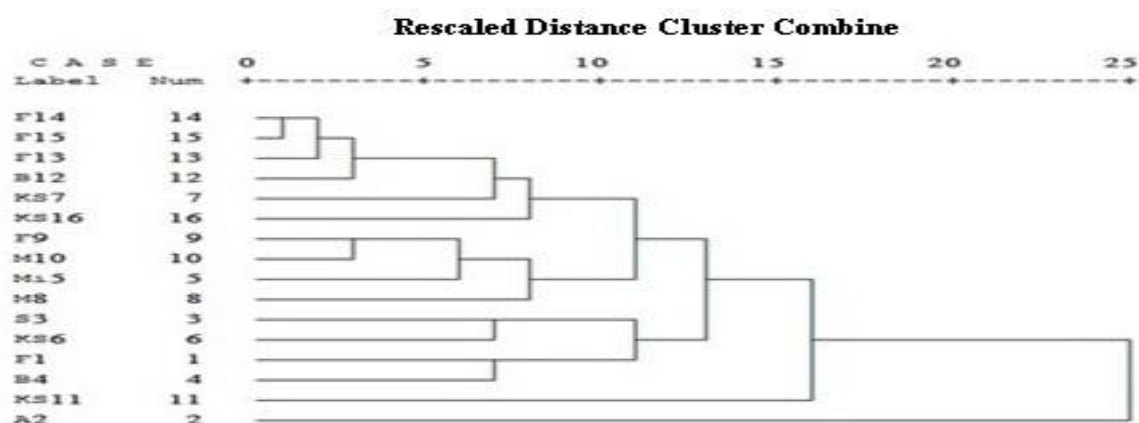 Rescaled Distance Cluster Combine
C A S E 0 5 10 15 20 25
Label Num
F14 14
F15 15
F13 13
B12 12
KS7 7
KS16 16
F9 9
M10 10
Mi5 5
M8 8
S3 3
KS6 6
F1 1
B4 4
KS11 11
A2 2